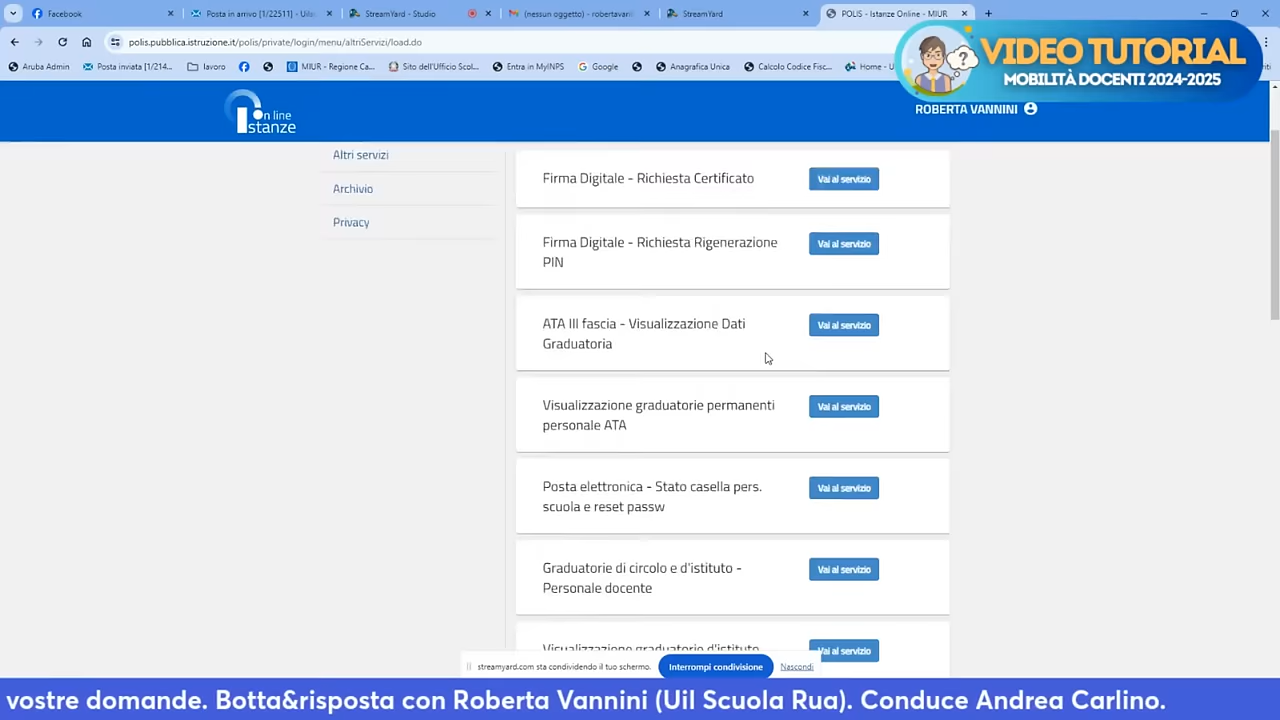 Facebook
Posta in arrivo [1/22511] - Uila
StreamYard - Studio
(nessun oggetto) - robertavanni
StreamYard
POLIS - Istanze Online - MIUR
polis.pubblica.istruzione.it/polis/private/login/menu/altriServizi/load.do
VIDEO TUTORIAL
MOBILITÀ DOCENTI 2024-2025
Aruba Admin
Posta inviata [1/214...
lavoro
MIUR - Regione Ca...
Sito dell'Ufficio Scol...
Entra in MyINPS
Google
Anagrafica Unica
Calcolo Codice Fisc...
Home - U
on line
Istanze
ROBERTA VANNINI
Altri servizi
Archivio
Privacy
Firma Digitale - Richiesta Certificato
Vai al servizio
Firma Digitale - Richiesta Rigenerazione
PIN
Vai al servizio
ATA III fascia - Visualizzazione Dati
Graduatoria
Vai al servizio
Visualizzazione graduatorie permanenti
personale ATA
Vai al servizio
Posta elettronica - Stato casella pers.
scuola e reset passw
Vai al servizio
Graduatorie di circolo e d'istituto -
Personale docente
Vai al servizio
Visualizzazione graduatorie d'istituto
Vai al servizio
streamyard.com sta condividendo il tuo schermo.
Interrompi condivisione
Nascondi
vostre domande. Botta&risposta con Roberta Vannini (Uil Scuola Rua). Conduce Andrea Carlino.